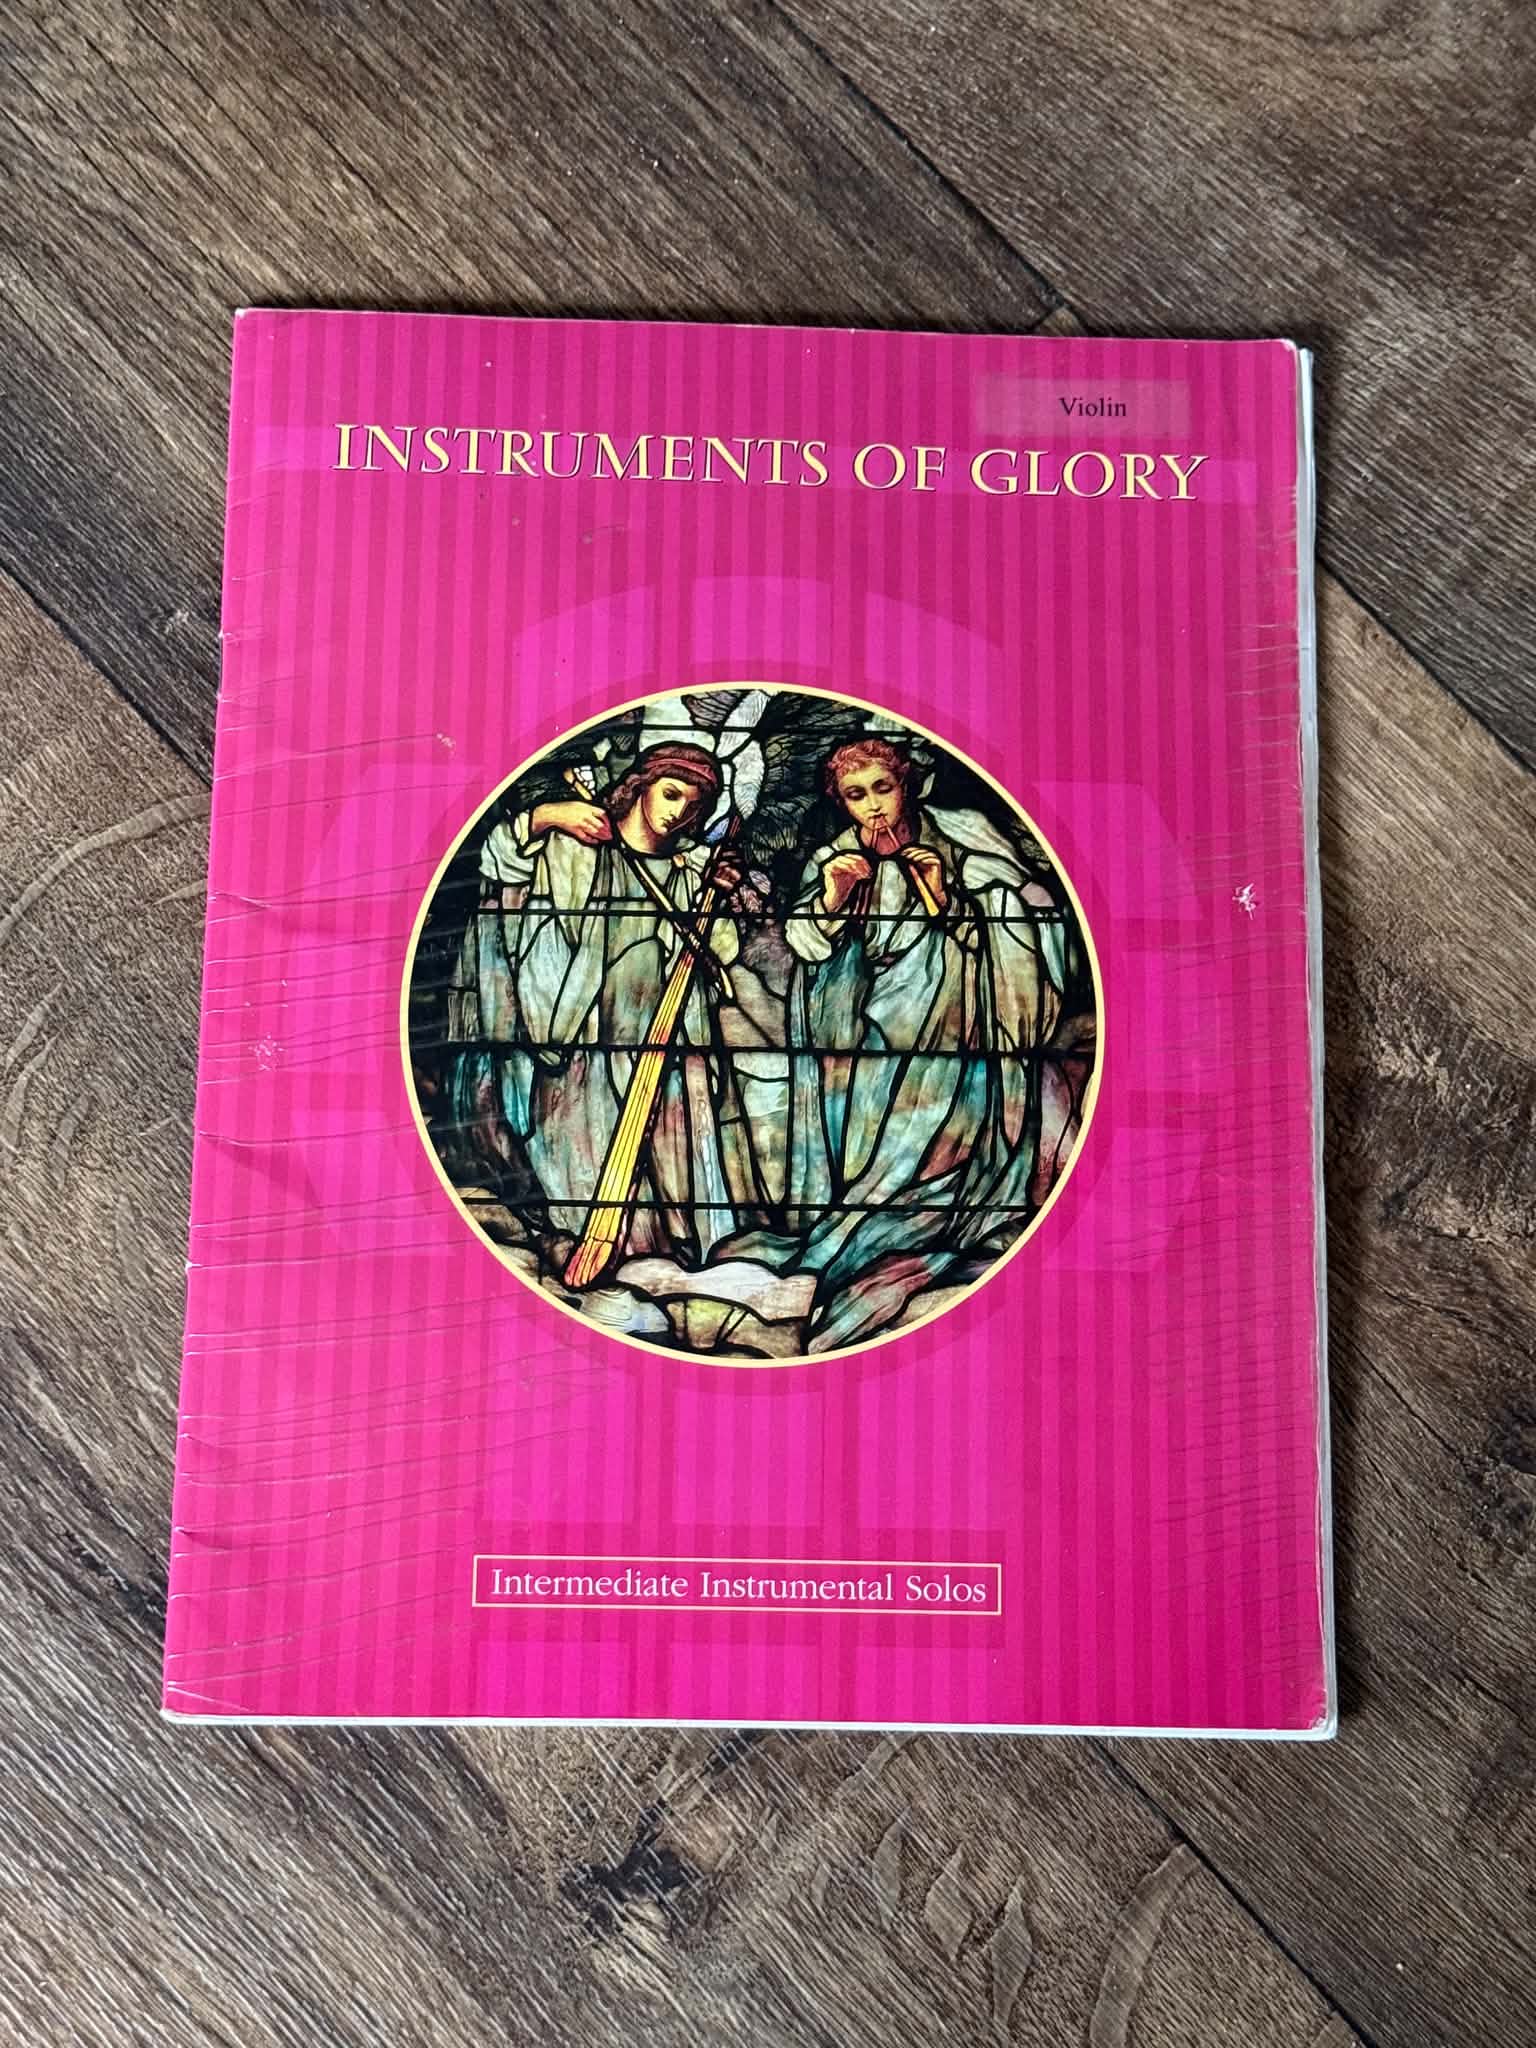 Violin
INSTRUMENTS OF GLORY
Intermediate Instrumental Solos